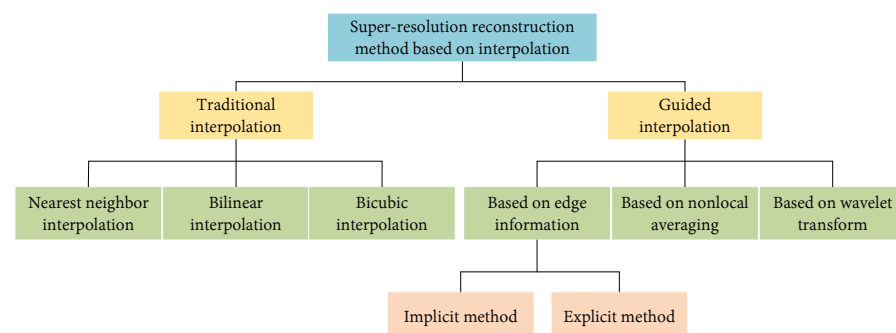 Super-resolution reconstruction
method based on interpolation
Traditional
interpolation
Guided
interpolation
Nearest neighbor
interpolation
Bilinear
interpolation
Bicubic
interpolation
Based on edge
information
Based on nonlocal
averaging
Based on wavelet
transform
Implicit method
Explicit method